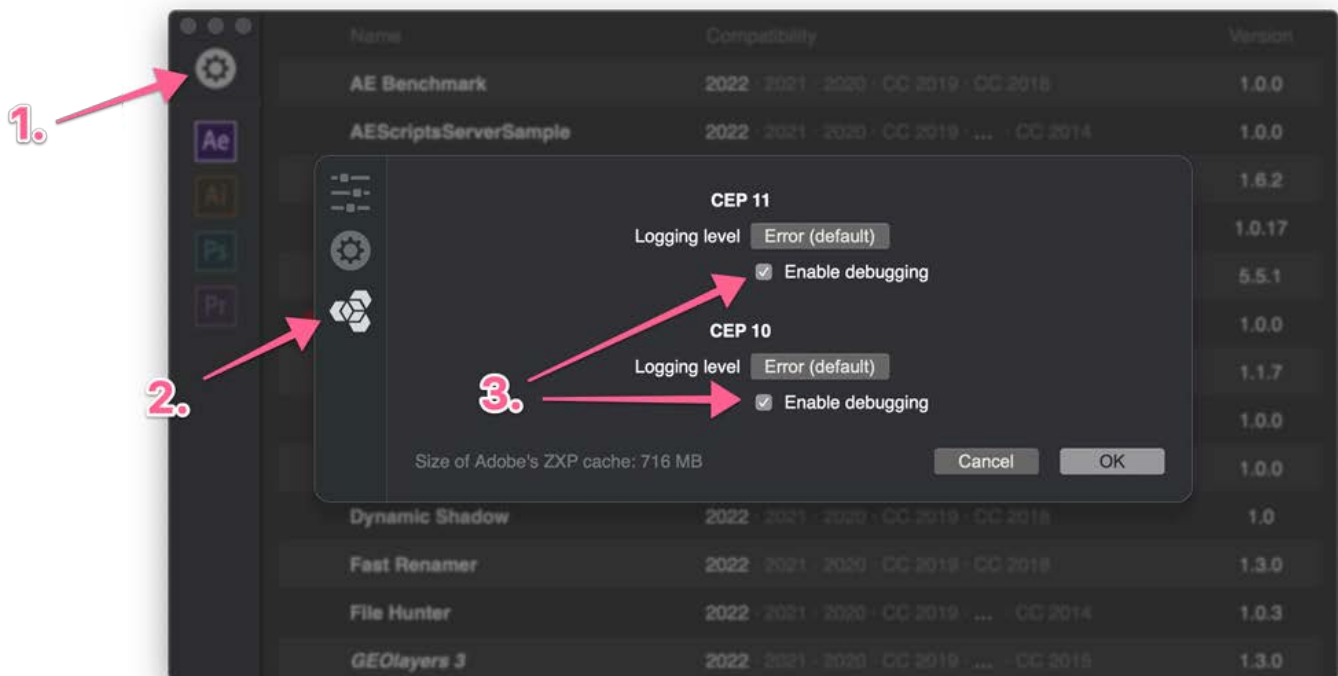 Name Compatibility Version
1.
AE Benchmark 2022 · 2021 · 2020 · CC 2019 · CC 2018 1.0.0
Ae
AEScriptsServerSample 2022 · 2021 · 2020 · CC 2019 · ... · CC 2014 1.0.0
Ai
1.6.2
CEP 11
Logging level Error (default)
1.0.17
Ps
Enable debugging
5.5.1
Pr
CEP 10
1.0.0
Logging level Error (default)
1.1.7
2.
3.
Enable debugging
1.0.0
Size of Adobe's ZXP cache: 716 MB Cancel OK
1.0.0
Dynamic Shadow 2022 · 2021 · 2020 · CC 2019 · CC 2018 1.0
Fast Renamer 2022 · 2021 · 2020 · CC 2019 · CC 2018 1.3.0
File Hunter 2022 · 2021 · 2020 · CC 2019 · ... · CC 2014 1.0.3
GEOlayers 3 2022 · 2021 · 2020 · CC 2019 · ... · CC 2015 1.3.0